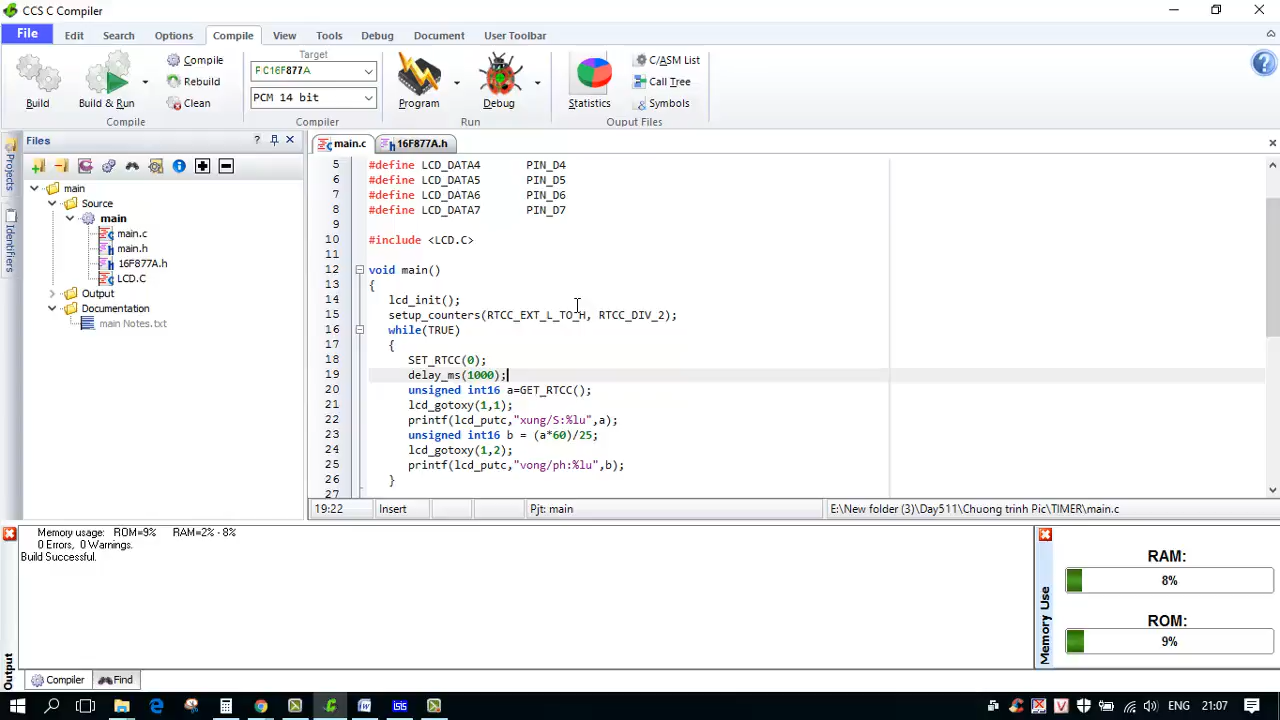 CCS C Compiler
File Edit Search Options Compile View Tools Debug Document User Toolbar
Build
Build & Run
Compile
Rebuild
Clean
Compile
Target
PIC16F877A
PCM 14 bit
Compiler
Program
Debug
Run
Statistics
C/ASM List
Call Tree
Symbols
Ouput Files
Projects
Identifiers
Files
main
Source
main
main.c
main.h
16F877A.h
LCD.C
Output
Documentation
main Notes.txt
main.c 16F877A.h
5 #define LCD_DATA4 PIN_D4
6 #define LCD_DATA5 PIN_D5
7 #define LCD_DATA6 PIN_D6
8 #define LCD_DATA7 PIN_D7
9
10 #include <LCD.C>
11
12 void main()
13 {
14 lcd_init();
15 setup_counters(RTCC_EXT_L_TO_H, RTCC_DIV_2);
16 while(TRUE)
17 {
18 SET_RTCC(0);
19 delay_ms(1000);
20 unsigned int16 a=GET_RTCC();
21 lcd_gotoxy(1,1);
22 printf(lcd_putc,"xung/S:%lu",a);
23 unsigned int16 b = (a*60)/25;
24 lcd_gotoxy(1,2);
25 printf(lcd_putc,"vong/ph:%lu",b);
26 }
27
19:22 Insert Pjt: main E:\New folder (3)\Day511\Chuong trinh Pic\TIMER\main.c
Memory usage: ROM=9% RAM=2% - 8%
0 Errors, 0 Warnings.
Build Successful.
Output
Compiler Find
Memory Use
RAM:
8%
ROM:
9%
ENG 21:07